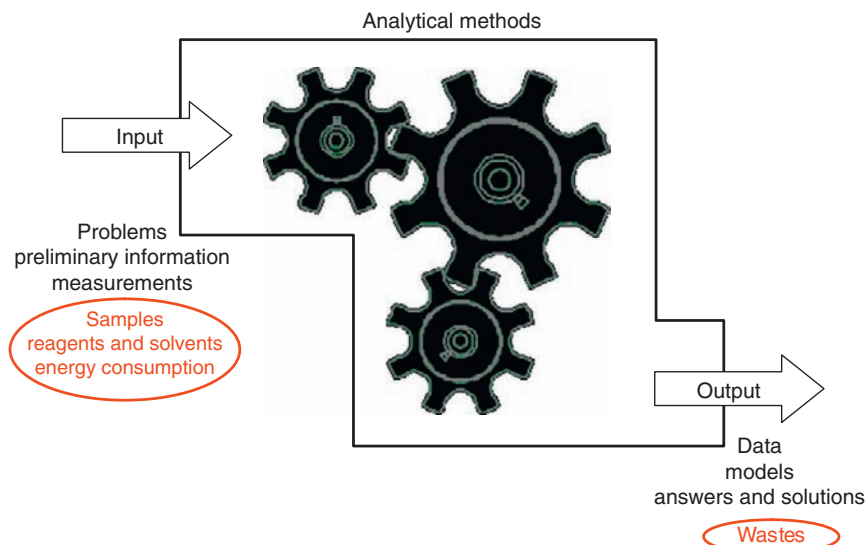 Analytical methods
Input
Problems
preliminary information
measurements
Samples
reagents and solvents
energy consumption
Output
Data
models
answers and solutions
Wastes